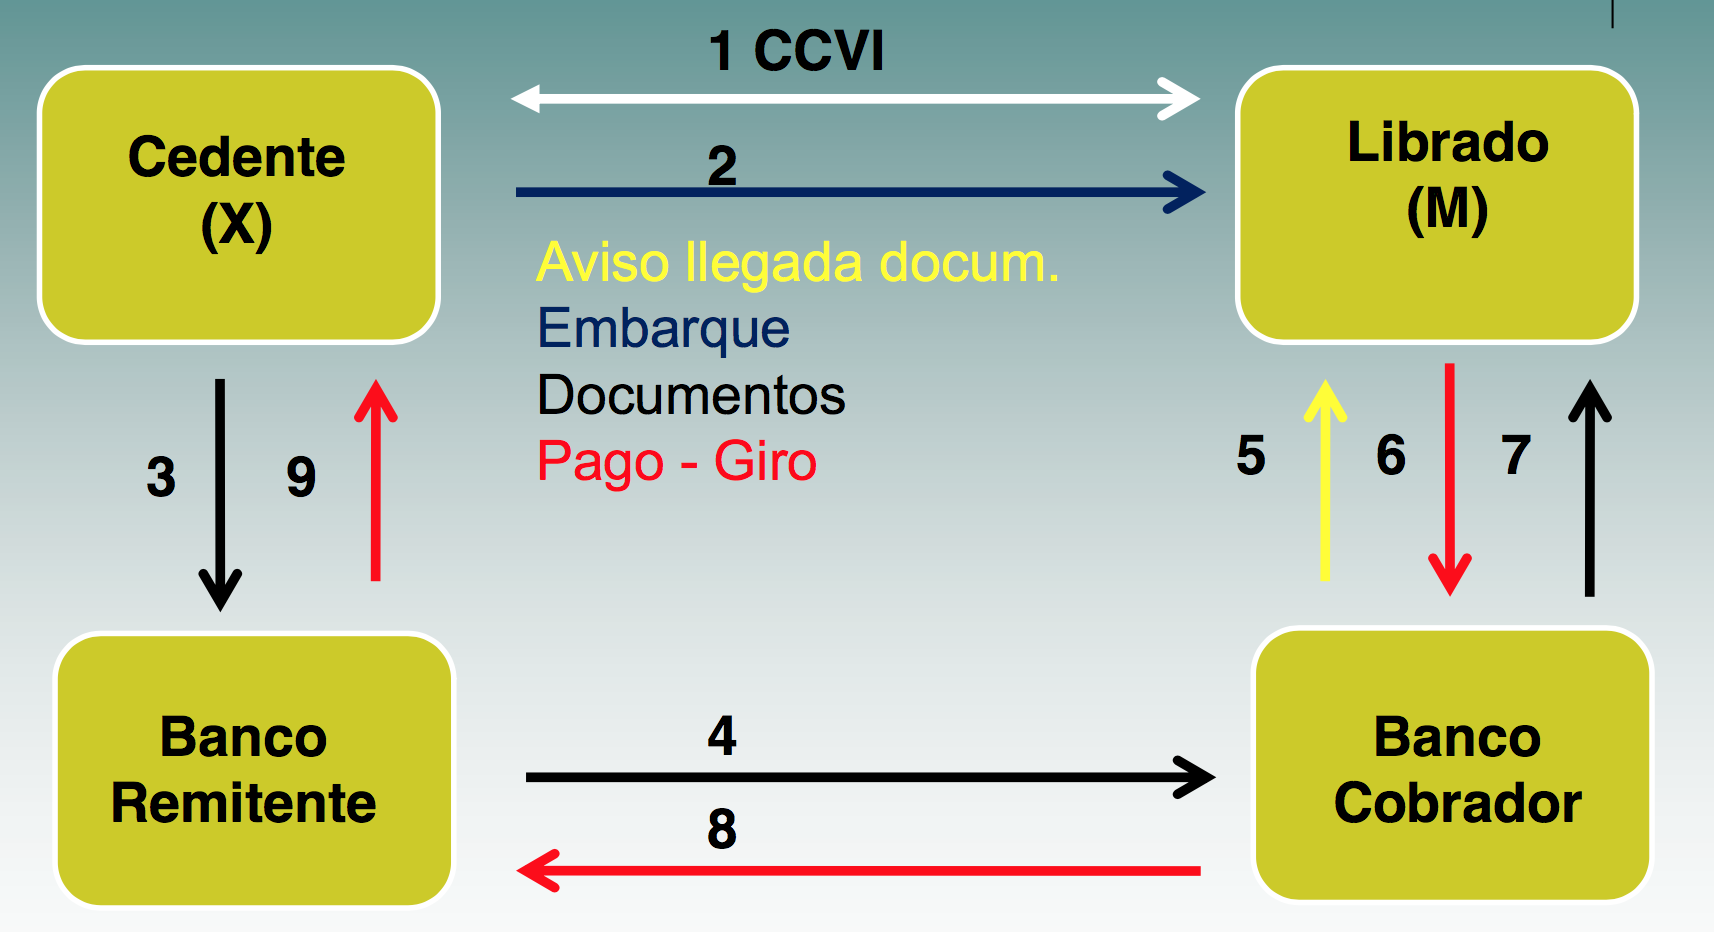 1 CCVI
Cedente
(X)
Librado
(M)
2
Aviso llegada docum.
Embarque
Documentos
Pago - Giro
3
9
5
6
7
Banco
Remitente
4
8
Banco
Cobrador